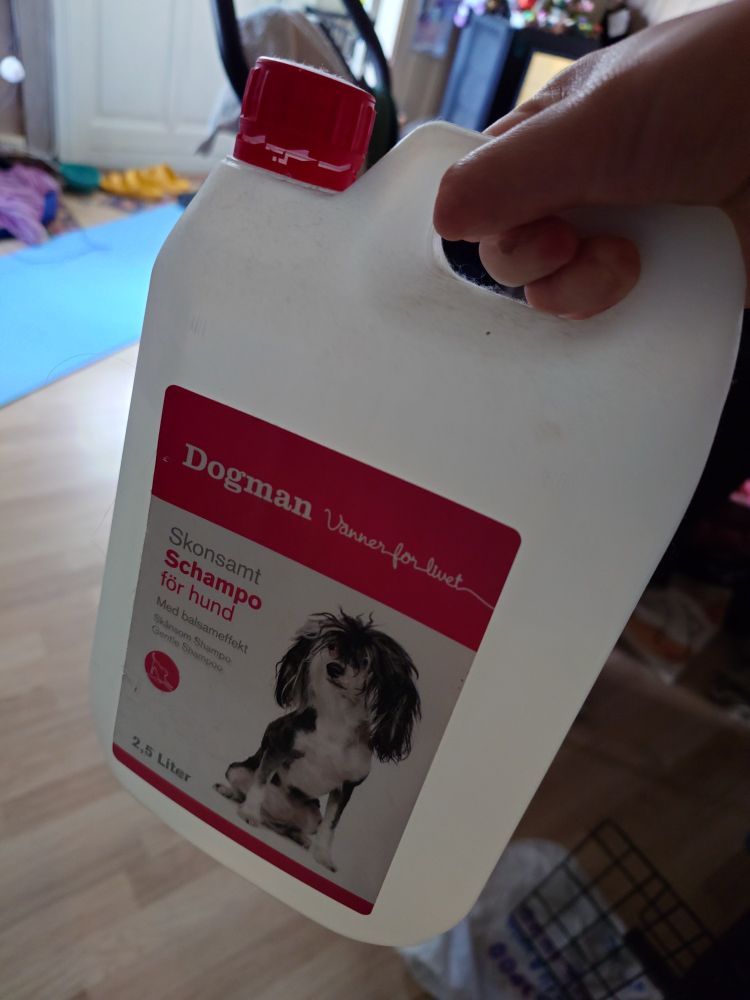 Dogman Vänner för livet
Skonsamt
Schampo
för hund
Med balsameffekt
Skånsom Shampo
Gentle Shampoo
2,5 Liter